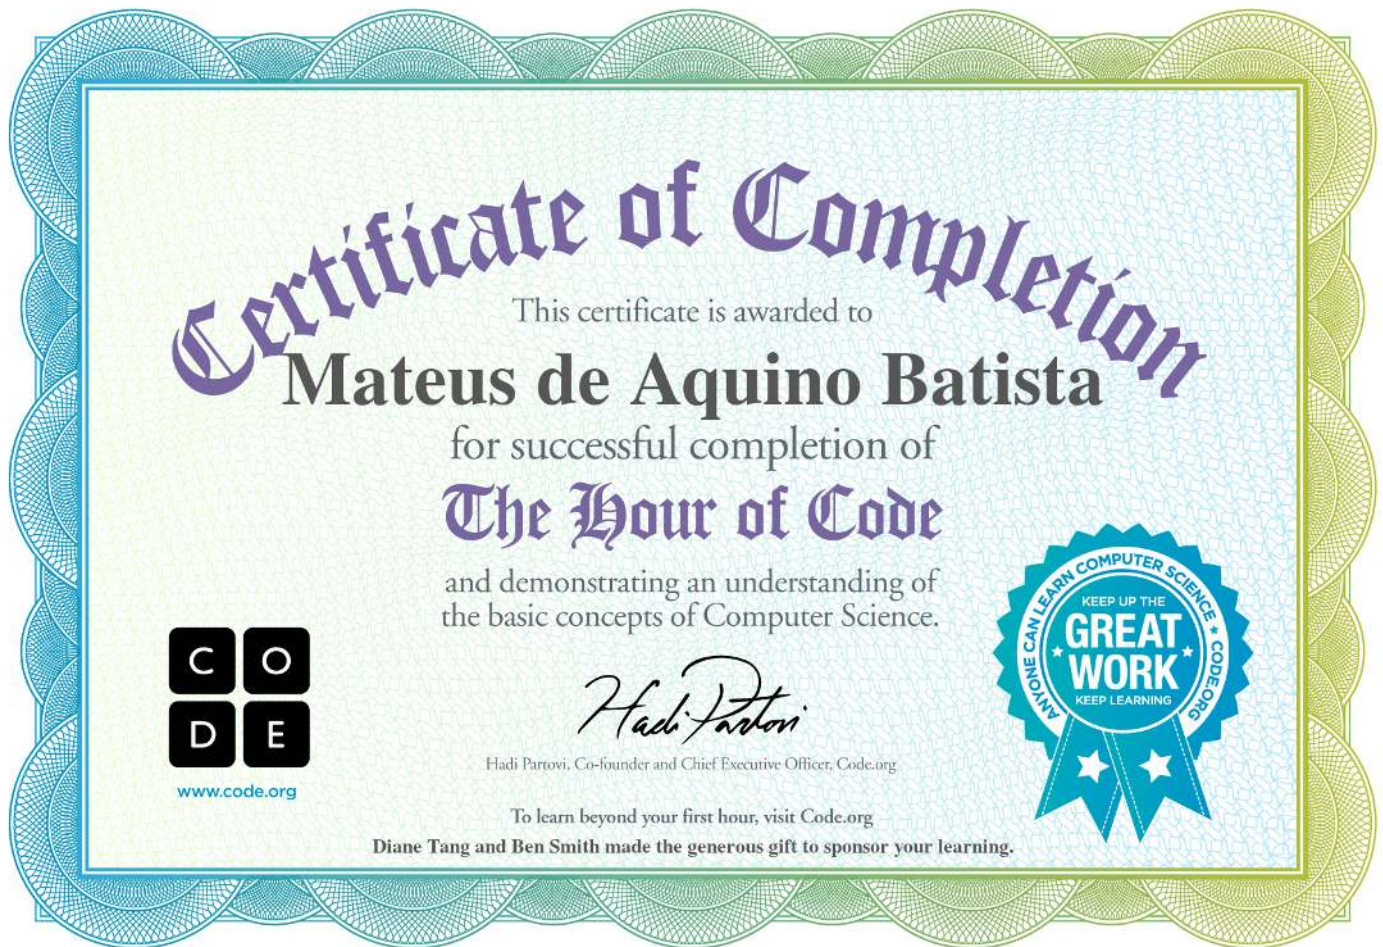 Certificate of Completion
This certificate is awarded to
Mateus de Aquino Batista
for successful completion of
The Hour of Code
and demonstrating an understanding of
the basic concepts of Computer Science.
C O
D E
www.code.org
Hadi Partovi
Hadi Partovi, Co-founder and Chief Executive Officer, Code.org
ANYONE CAN LEARN COMPUTER SCIENCE ★ CODE.ORG
KEEP UP THE
GREAT
WORK
KEEP LEARNING
To learn beyond your first hour, visit Code.org
Diane Tang and Ben Smith made the generous gift to sponsor your learning.